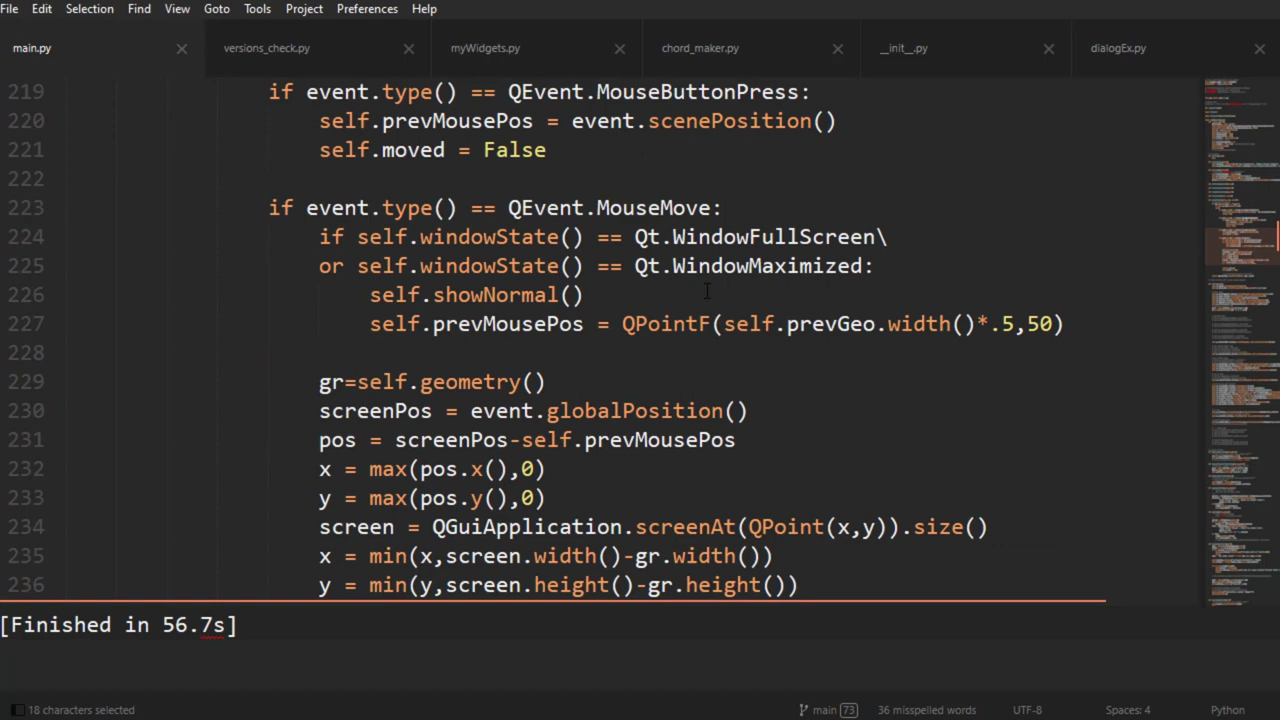 File Edit Selection Find View Goto Tools Project Preferences Help
main.py versions_check.py myWidgets.py chord_maker.py __init__.py dialogEx.py
219 if event.type() == QEvent.MouseButtonPress:
220 self.prevMousePos = event.scenePosition()
221 self.moved = False
222
223 if event.type() == QEvent.MouseMove:
224 if self.windowState() == Qt.WindowFullScreen\
225 or self.windowState() == Qt.WindowMaximized:
226 self.showNormal()
227 self.prevMousePos = QPointF(self.prevGeo.width()*.5,50)
228
229 gr=self.geometry()
230 screenPos = event.globalPosition()
231 pos = screenPos-self.prevMousePos
232 x = max(pos.x(),0)
233 y = max(pos.y(),0)
234 screen = QGuiApplication.screenAt(QPoint(x,y)).size()
235 x = min(x,screen.width()-gr.width())
236 y = min(y,screen.height()-gr.height())
[Finished in 56.7s]
18 characters selected main 73 36 misspelled words UTF-8 Spaces: 4 Python